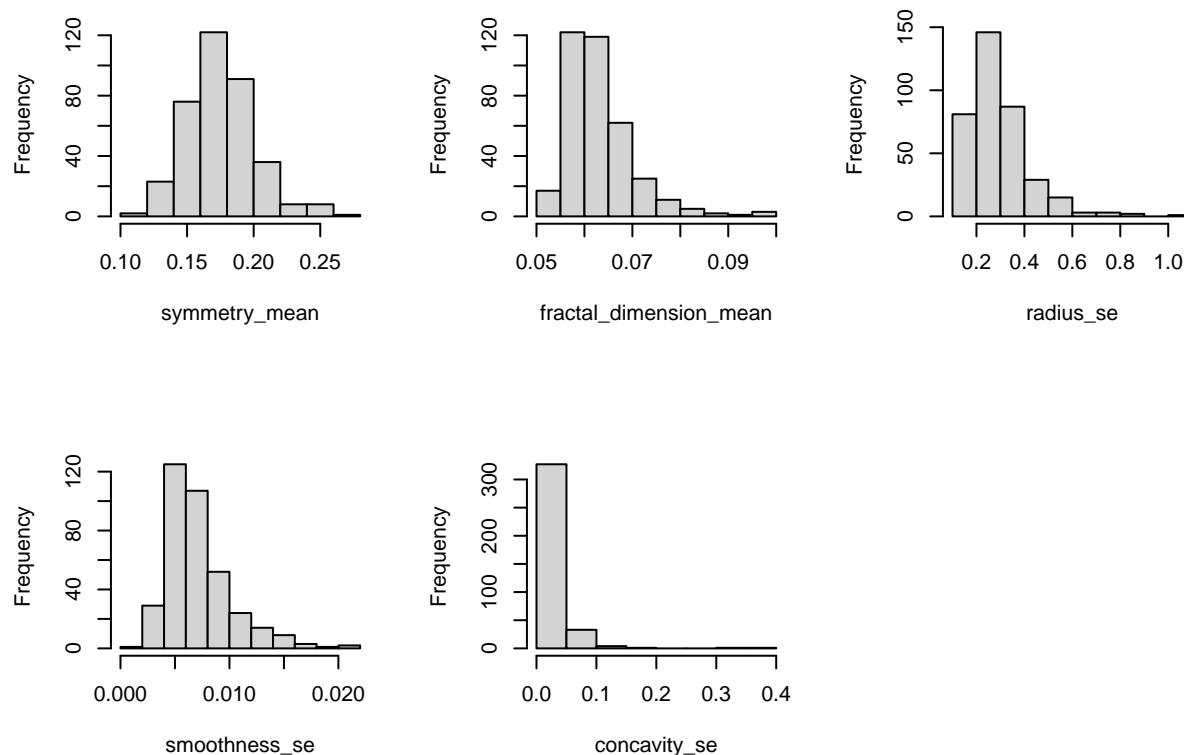 Frequency
0 40 80 120
0.10 0.15 0.20 0.25
symmetry_mean
Frequency
0 40 80 120
0.05 0.07 0.09
fractal_dimension_mean
Frequency
0 50 100 150
0.2 0.4 0.6 0.8 1.0
radius_se
Frequency
0 40 80 120
0.000 0.010 0.020
smoothness_se
Frequency
0 100 200 300
0.0 0.1 0.2 0.3 0.4
concavity_se